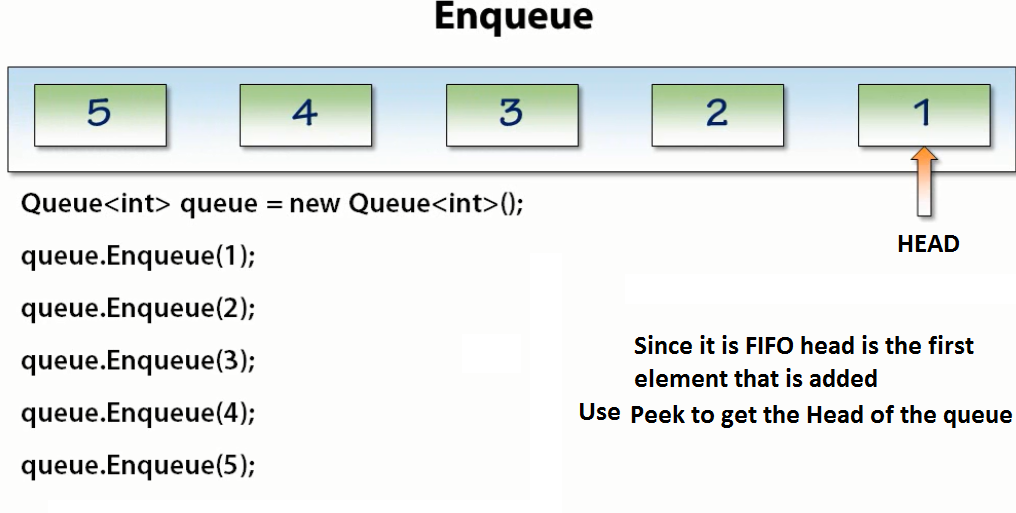 Enqueue
5 4 3 2 1
Queue<int> queue = new Queue<int>();
HEAD
queue.Enqueue(1);
queue.Enqueue(2);
queue.Enqueue(3);
queue.Enqueue(4);
queue.Enqueue(5);
Since it is FIFO head is the first
element that is added
Use Peek to get the Head of the queue